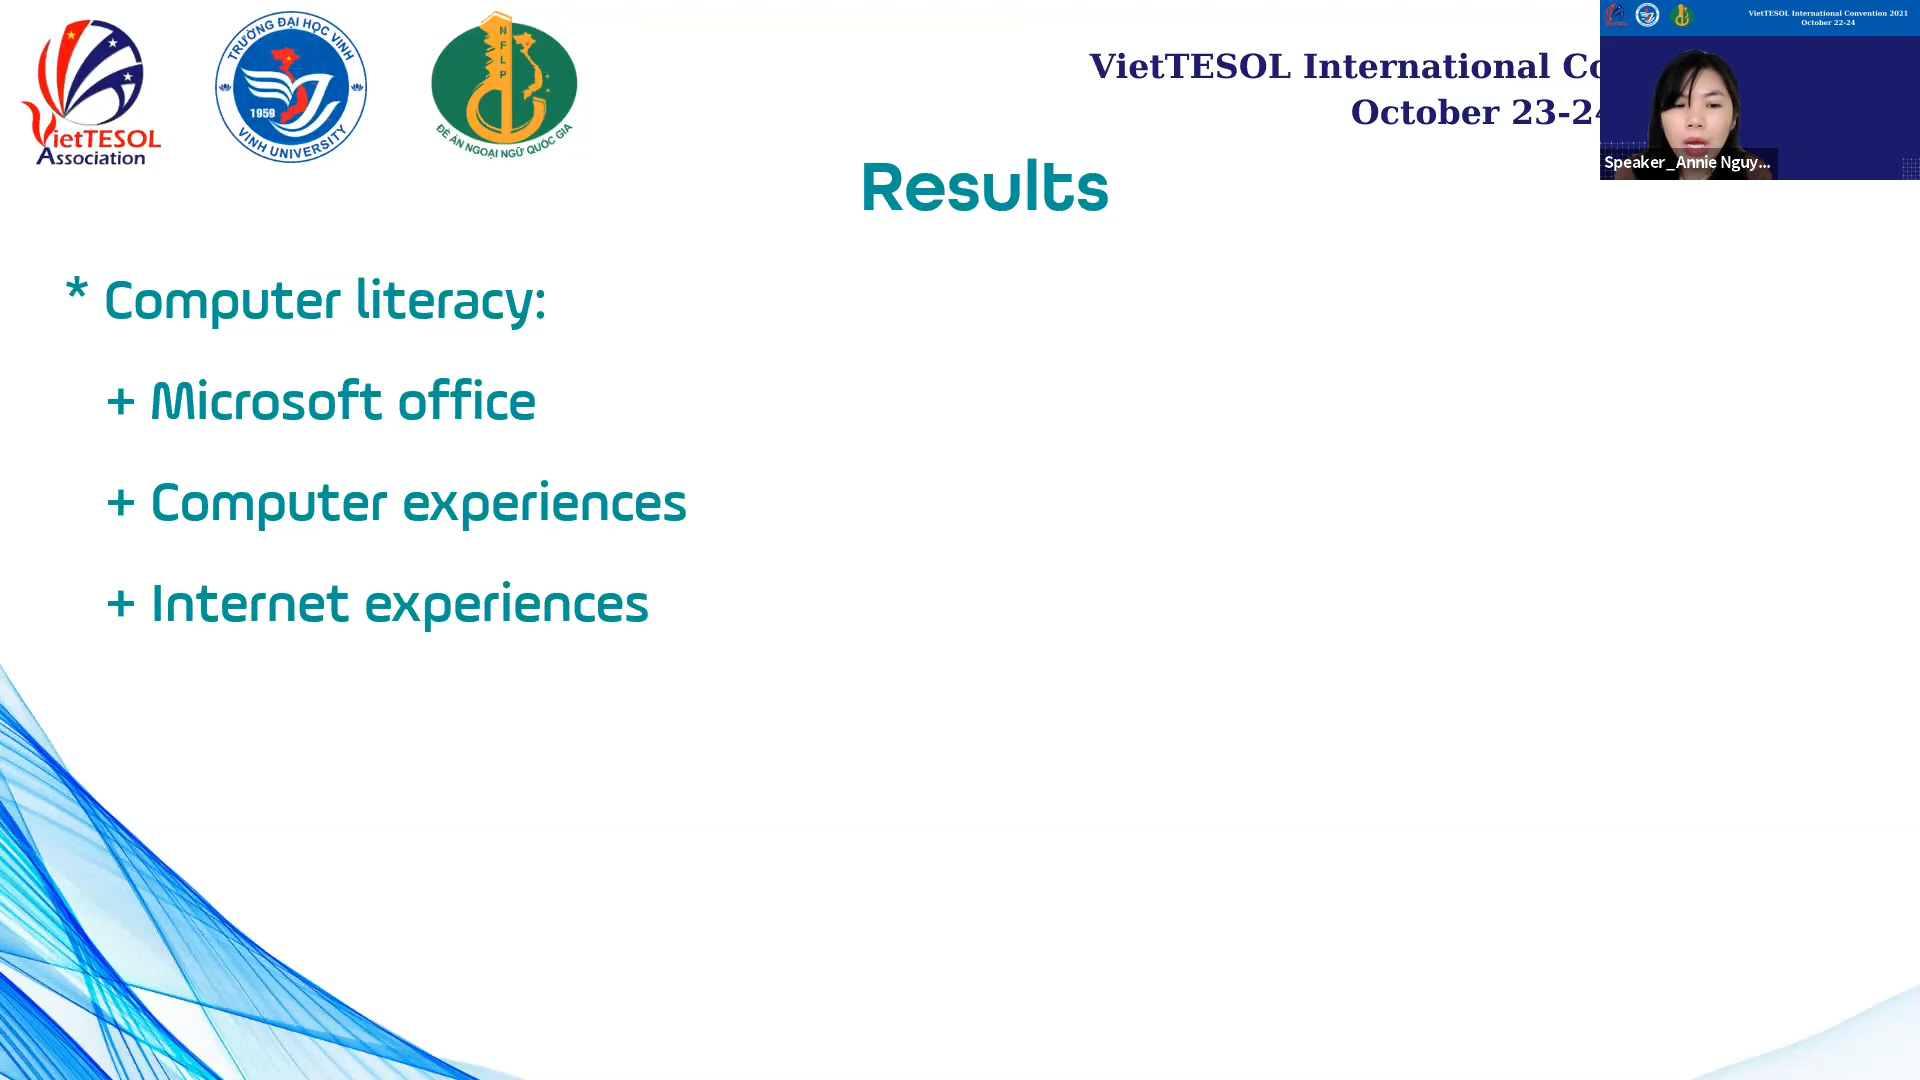 VietTESOL
Association
TRƯỜNG ĐẠI HỌC VINH
1959
VINH UNIVERSITY
NFLP
ĐỀ ÁN NGOẠI NGỮ QUỐC GIA
VietTESOL International Co
October 23-24
VietTESOL International Convention 2021
October 22-24
Speaker_Annie Nguy...
Results
* Computer literacy:
+ Microsoft office
+ Computer experiences
+ Internet experiences